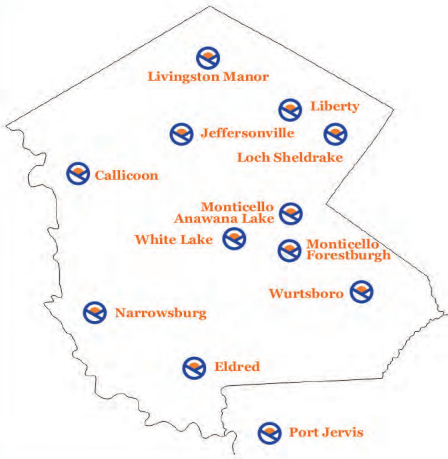 Livingston Manor
Liberty
Jeffersonville
Loch Sheldrake
Callicoon
Monticello
Anawana Lake
White Lake
Monticello
Forestburgh
Wurtsboro
Narrowsburg
Eldred
Port Jervis